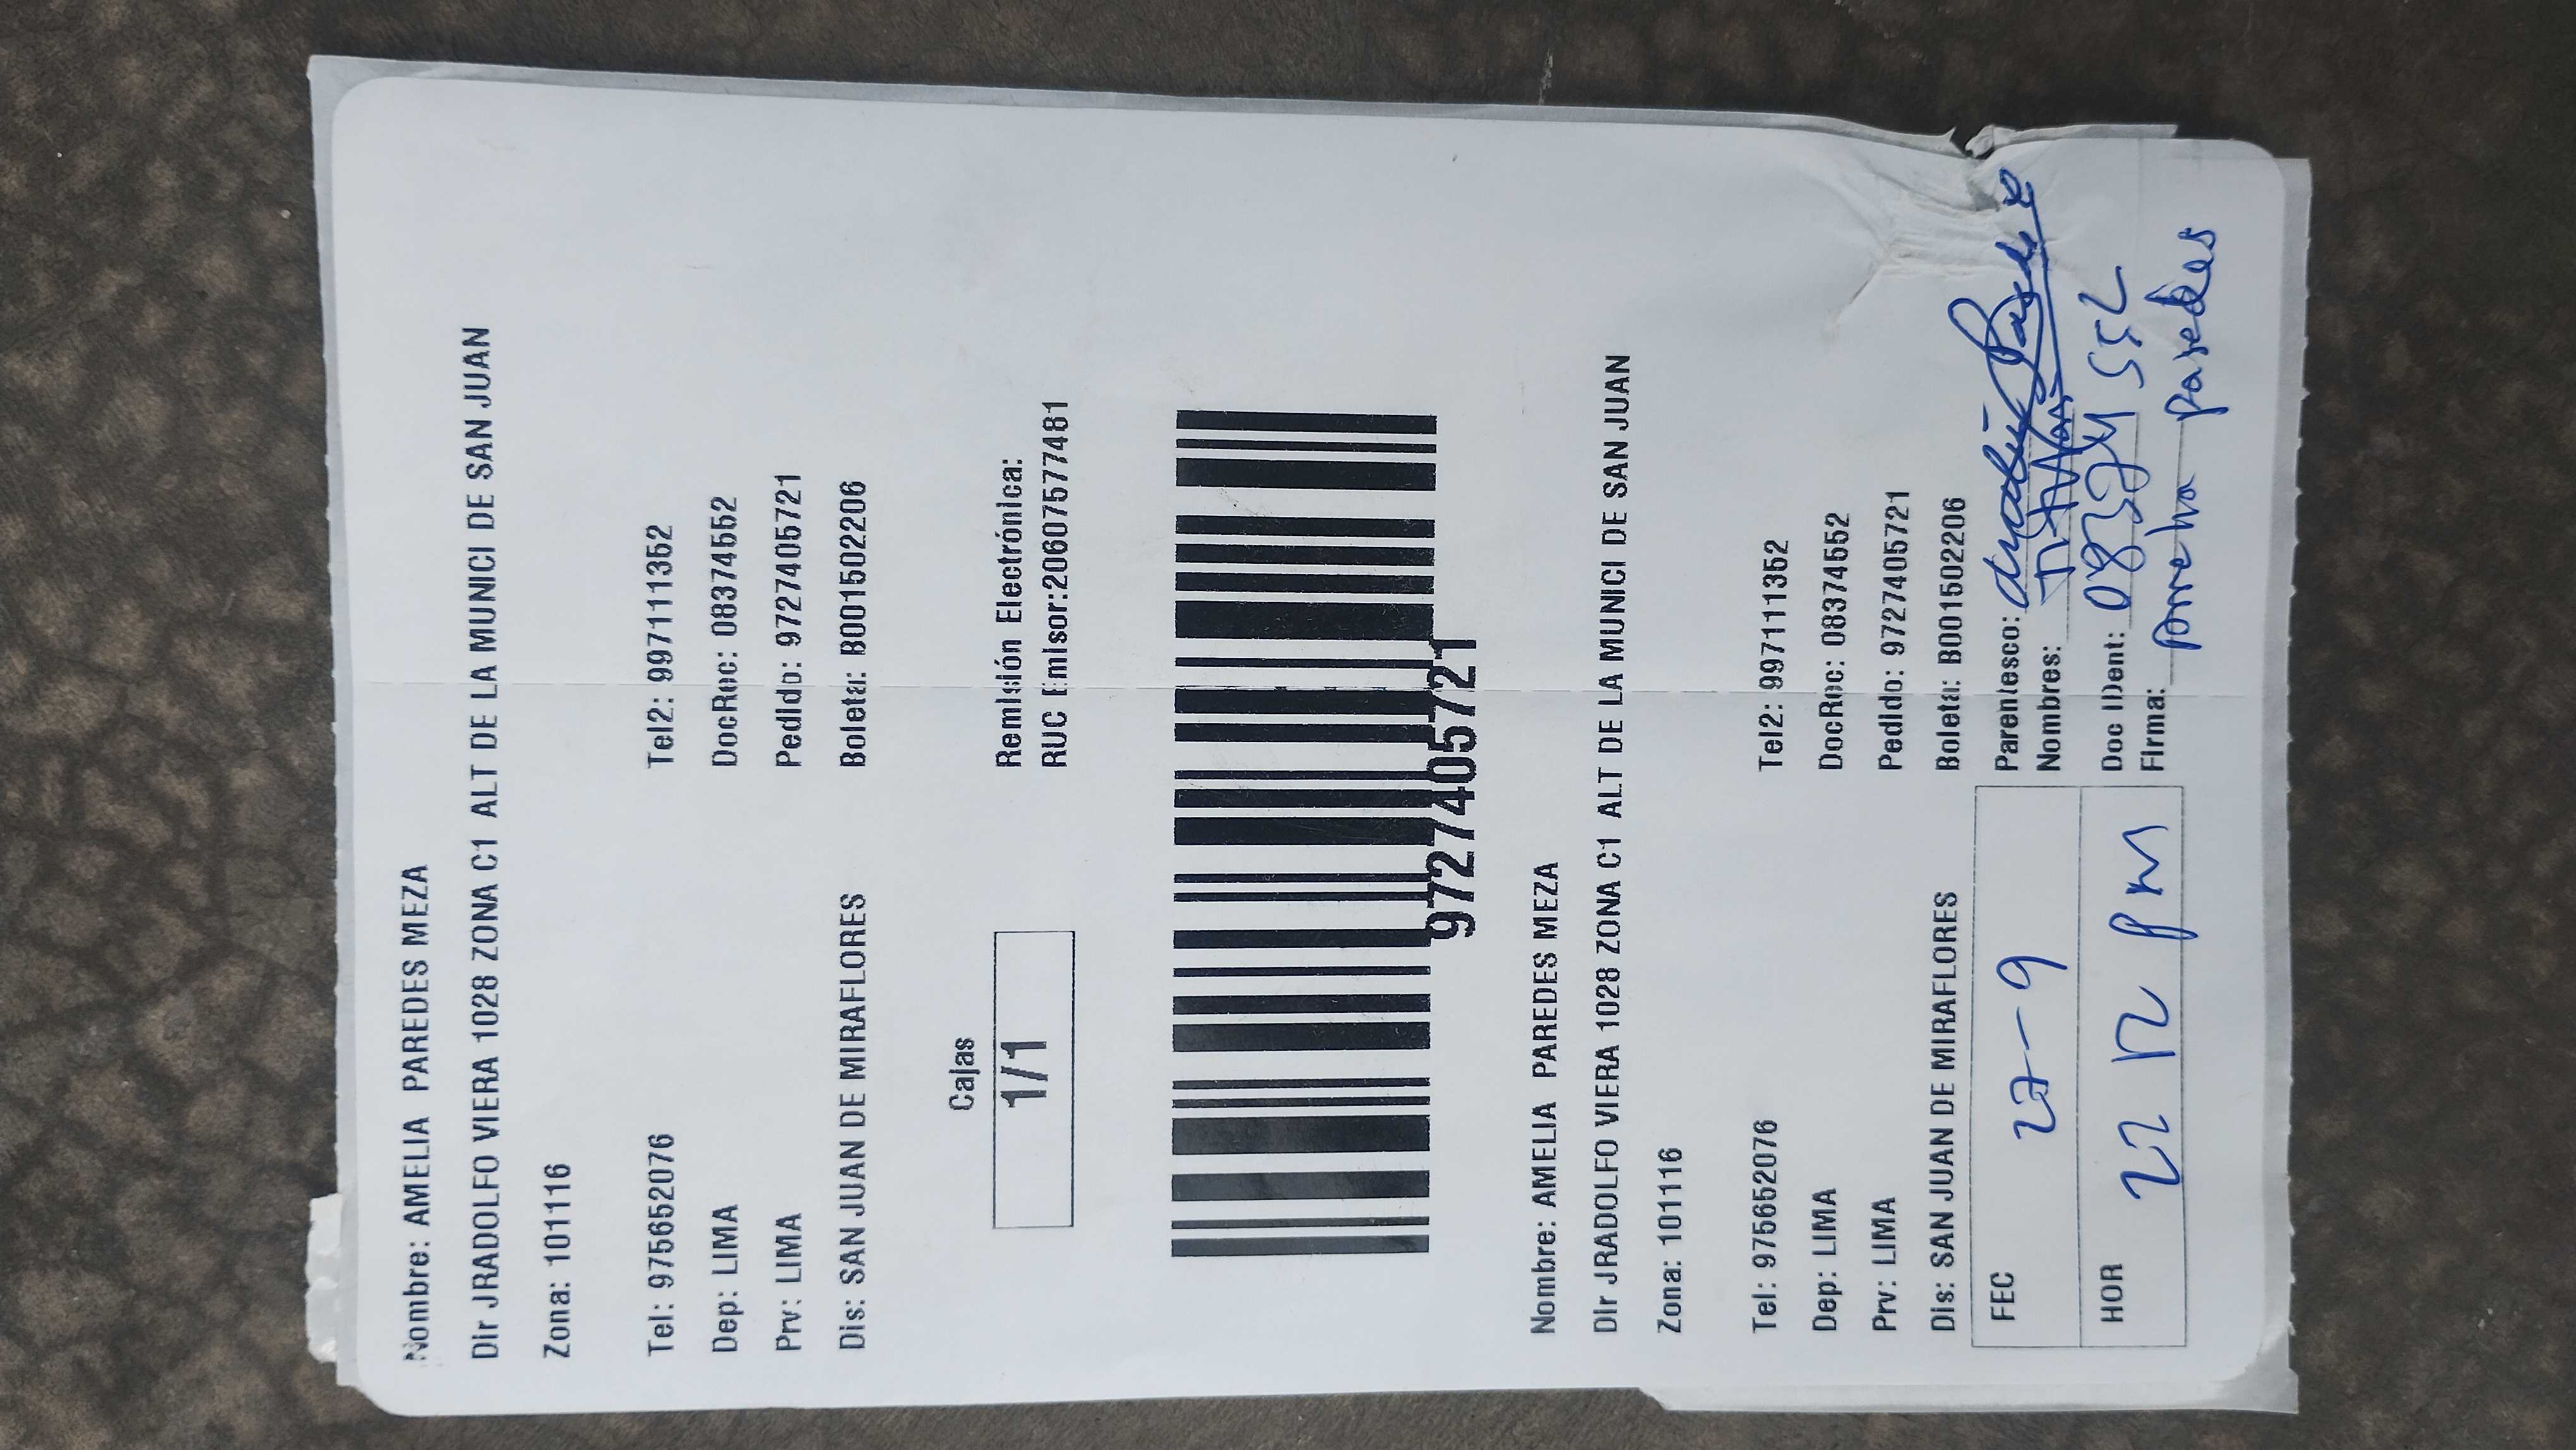 Nombre: AMELIA PAREDES MEZA
Dir JRADOLFO VIERA 1028 ZONA C1 ALT DE LA MUNICI DE SAN JUAN
Zona: 101116
Tel: 975652076 Tel2: 997111352
Dep: LIMA DocRec: 08374552
Prv: LIMA Pedido: 9727405721
Dis: SAN JUAN DE MIRAFLORES Boleta: B001502206
Cajas
1/1
Remisión Electrónica:
RUC Emisor:20607577481
9727405721
Nombre: AMELIA PAREDES MEZA
Dir JRADOLFO VIERA 1028 ZONA C1 ALT DE LA MUNICI DE SAN JUAN
Zona: 101116
Tel: 975652076 Tel2: 997111352
Dep: LIMA DocRec: 08374552
Prv: LIMA Pedido: 9727405721
Dis: SAN JUAN DE MIRAFLORES Boleta: B001502206
FEC
HOR
Parentesco:
Nombres:
Doc IDent:
Firma: paredes